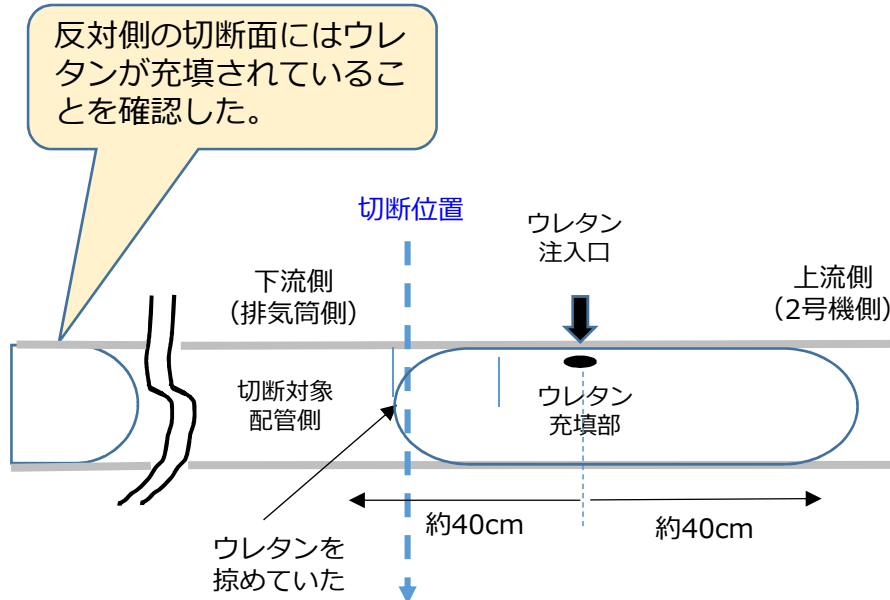 反対側の切断面にはウレ
タンが充填されているこ
とを確認した。
切断位置
ウレタン
注入口
下流側
(排気筒側)
上流側
(2号機側)
切断対象
配管側
ウレタン
充填部
約40cm
約40cm
ウレタンを
掠めていた